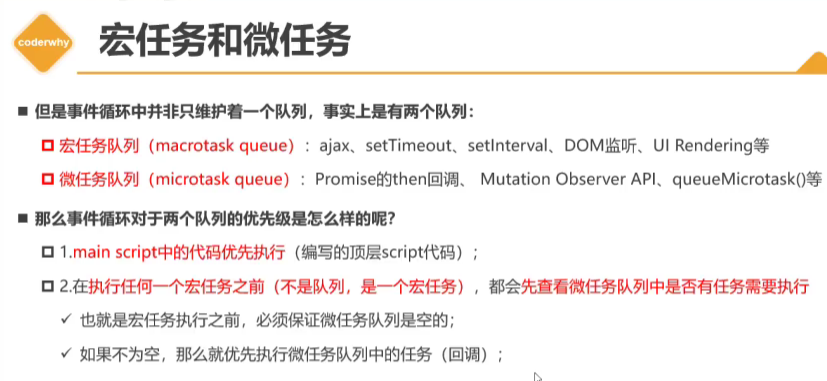 coderwhy
宏任务和微任务
■ 但是事件循环中并非只维护着一个队列，事实上是有两个队列：
宏任务队列（macrotask queue）：ajax、setTimeout、setInterval、DOM监听、UI Rendering等
微任务队列（microtask queue）：Promise的then回调、 Mutation Observer API、queueMicrotask()等
■ 那么事件循环对于两个队列的优先级是怎么样的呢？
1.main script中的代码优先执行（编写的顶层script代码）；
2.在执行任何一个宏任务之前（不是队列，是一个宏任务），都会先查看微任务队列中是否有任务需要执行
✓ 也就是宏任务执行之前，必须保证微任务队列是空的；
✓ 如果不为空，那么就优先执行微任务队列中的任务（回调）；